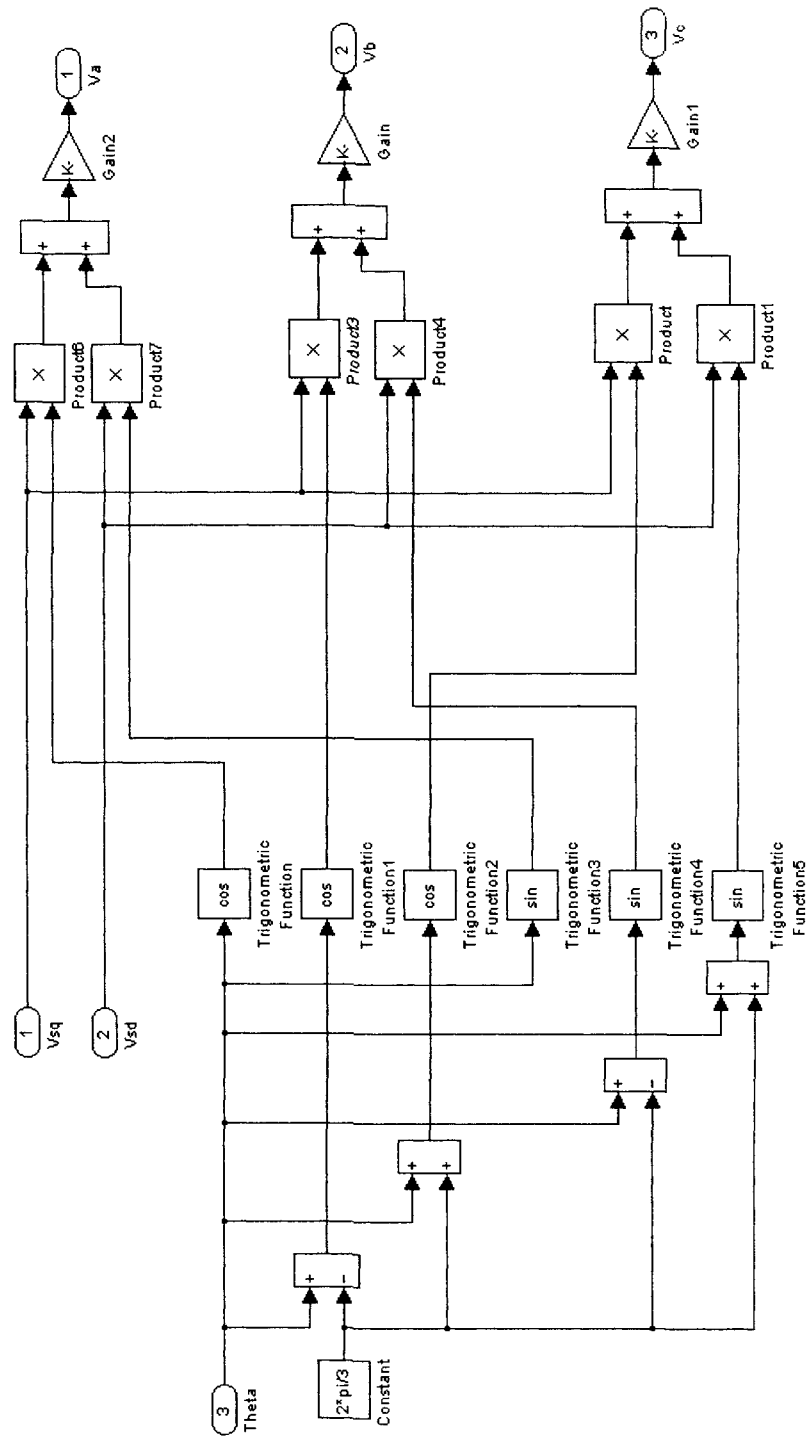 1
Vsq
2
Vsd
3
Theta
2*pi/3
Constant
+
-
+
+
+
-
+
+
cos
Trigonometric
Function
cos
Trigonometric
Function1
cos
Trigonometric
Function2
sin
Trigonometric
Function3
sin
Trigonometric
Function4
sin
Trigonometric
Function5
×
Product6
×
Product7
×
Product3
×
Product4
×
Product
×
Product1
+
+
+
+
+
+
K-
Gain2
K-
Gain
K-
Gain1
1
Va
2
Vb
3
Vc